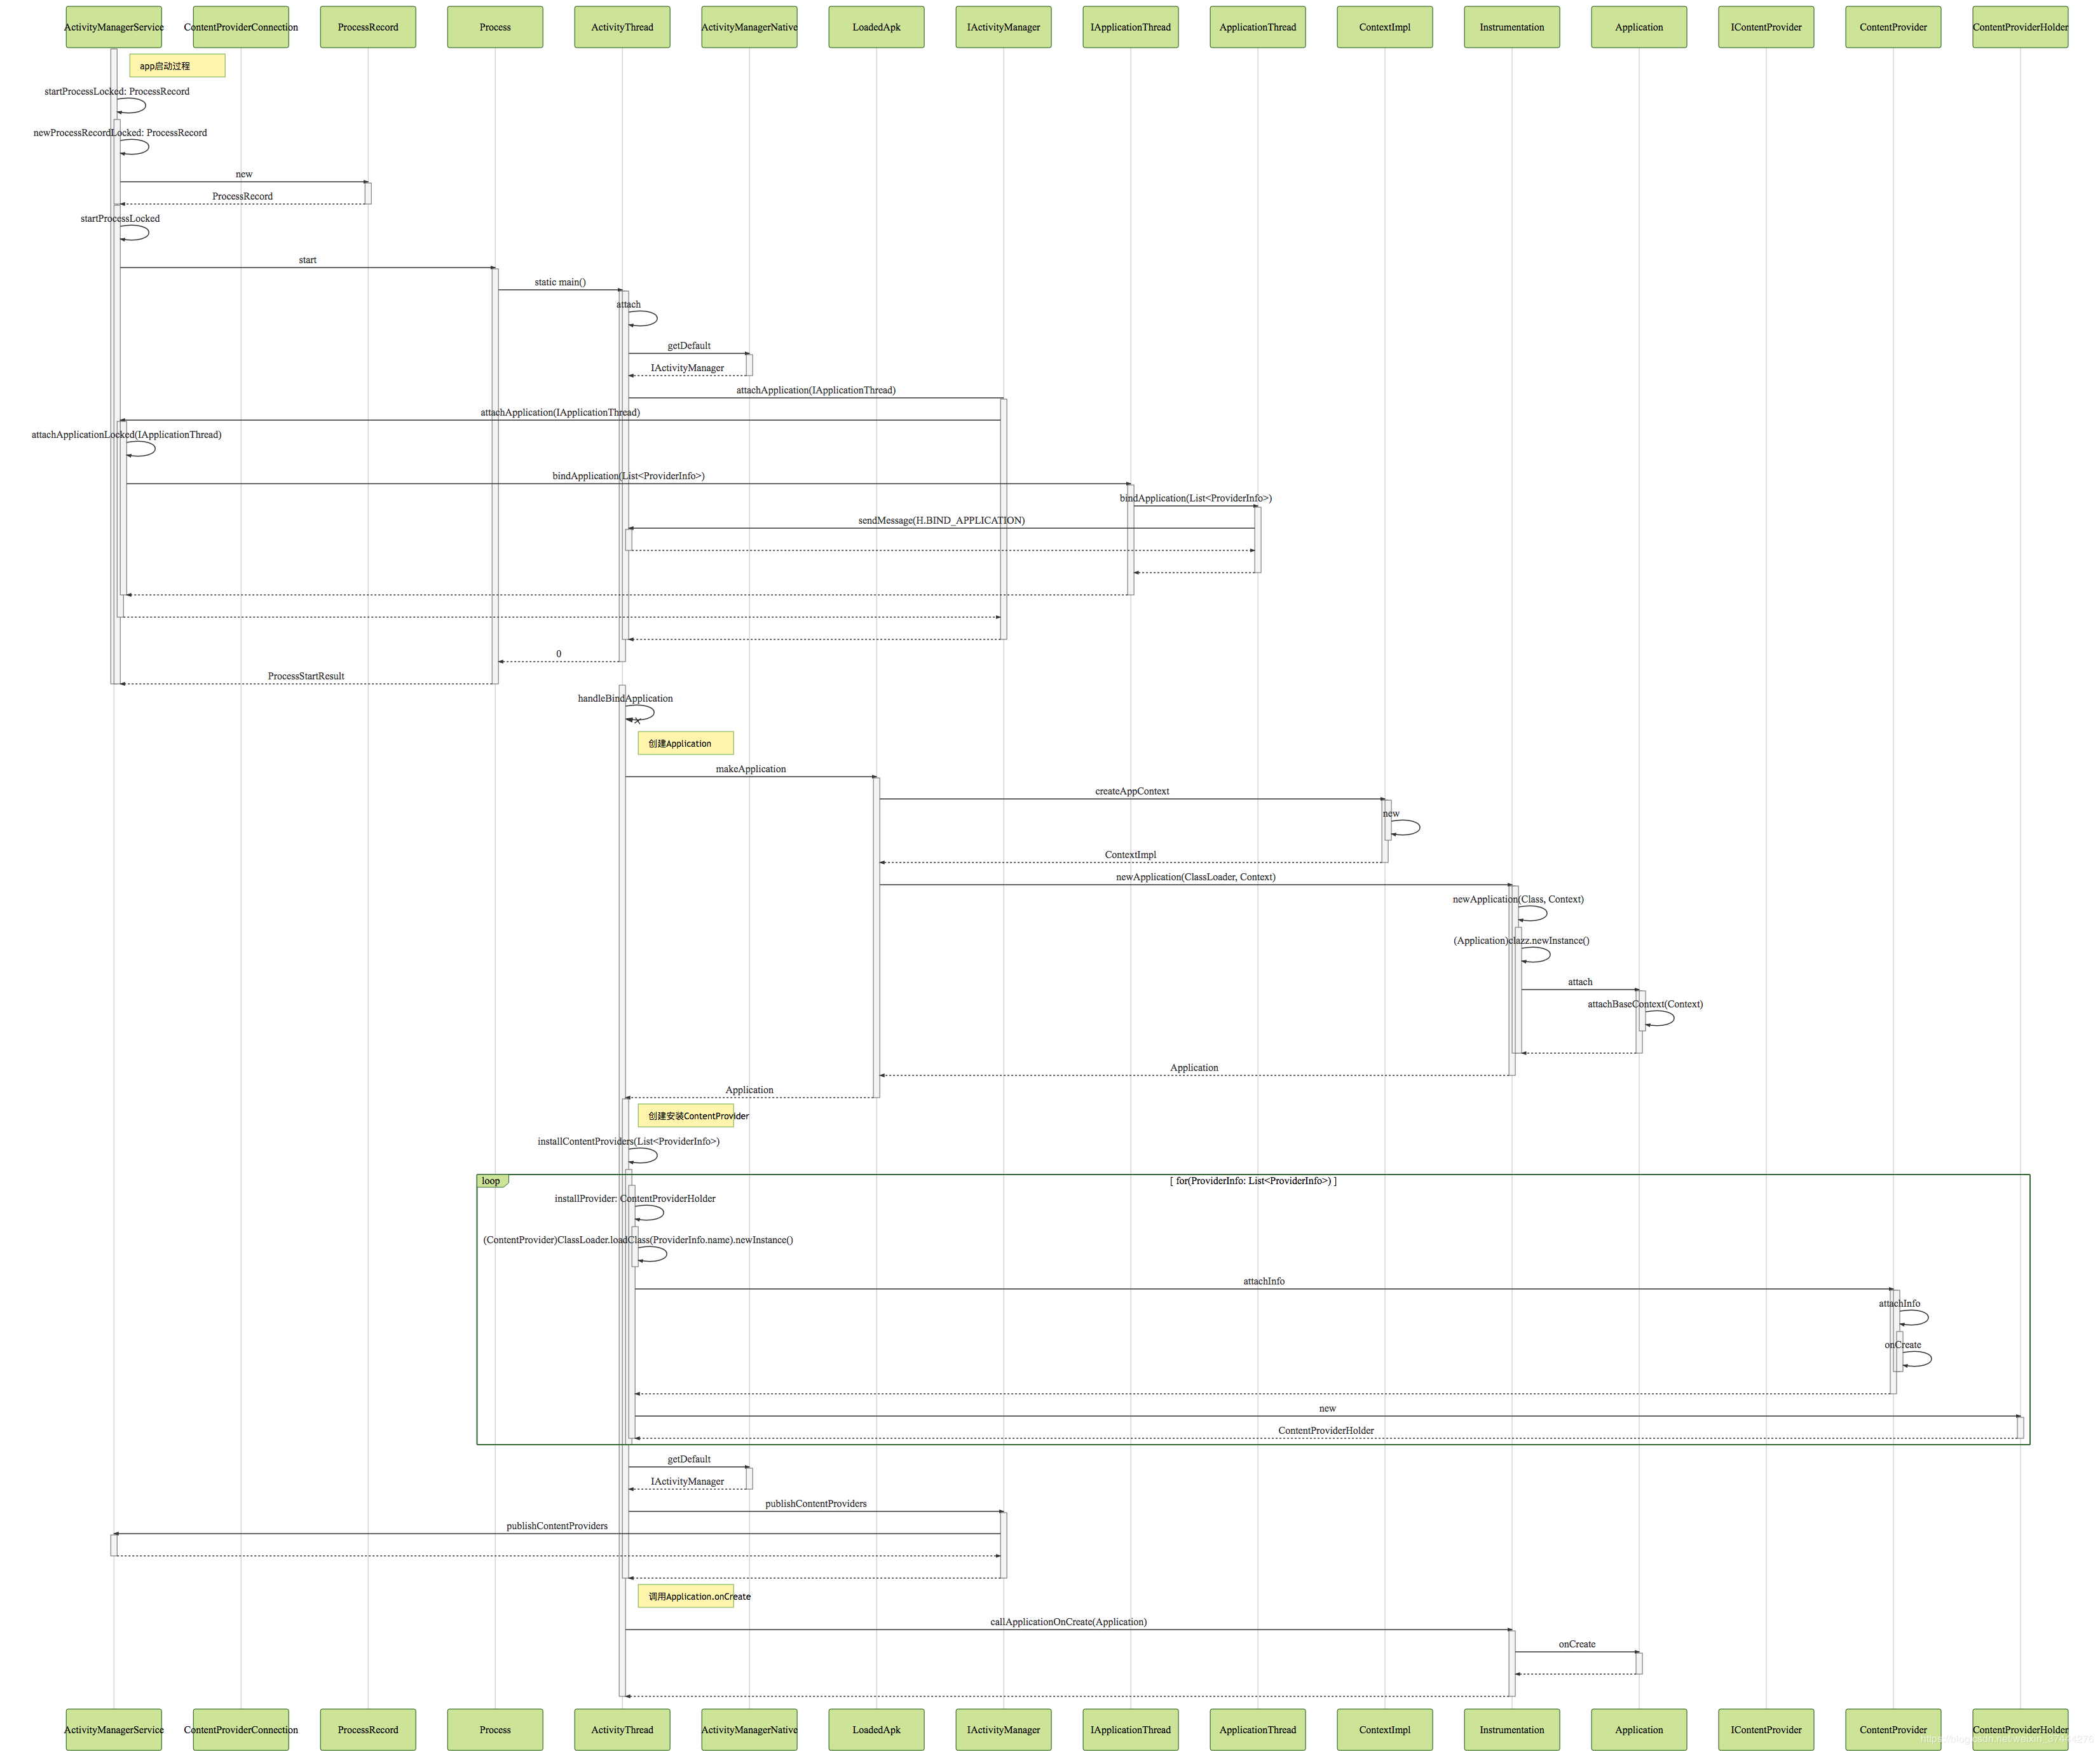 ActivityManagerService
ContentProviderConnection
ProcessRecord
Process
ActivityThread
ActivityManagerNative
LoadedApk
IActivityManager
IApplicationThread
ApplicationThread
ContextImpl
Instrumentation
Application
IContentProvider
ContentProvider
ContentProviderHolder
app启动过程
startProcessLocked: ProcessRecord
newProcessRecordLocked: ProcessRecord
new
ProcessRecord
startProcessLocked
start
static main()
attach
getDefault
IActivityManager
attachApplication(IApplicationThread)
attachApplication(IApplicationThread)
attachApplicationLocked(IApplicationThread)
bindApplication(List<ProviderInfo>)
bindApplication(List<ProviderInfo>)
sendMessage(H.BIND_APPLICATION)
0
ProcessStartResult
handleBindApplication
创建Application
makeApplication
createAppContext
new
ContextImpl
newApplication(ClassLoader, Context)
newApplication(Class, Context)
(Application)clazz.newInstance()
attach
attachBaseContext(Context)
Application
Application
创建安装ContentProvider
installContentProviders(List<ProviderInfo>)
loop
[ for(ProviderInfo: List<ProviderInfo>) ]
installProvider: ContentProviderHolder
(ContentProvider)ClassLoader.loadClass(ProviderInfo.name).newInstance()
attachInfo
attachInfo
onCreate
new
ContentProviderHolder
getDefault
IActivityManager
publishContentProviders
publishContentProviders
调用Application.onCreate
callApplicationOnCreate(Application)
onCreate
ActivityManagerService
ContentProviderConnection
ProcessRecord
Process
ActivityThread
ActivityManagerNative
LoadedApk
IActivityManager
IApplicationThread
ApplicationThread
ContextImpl
Instrumentation
Application
IContentProvider
ContentProvider
ContentProviderHolder